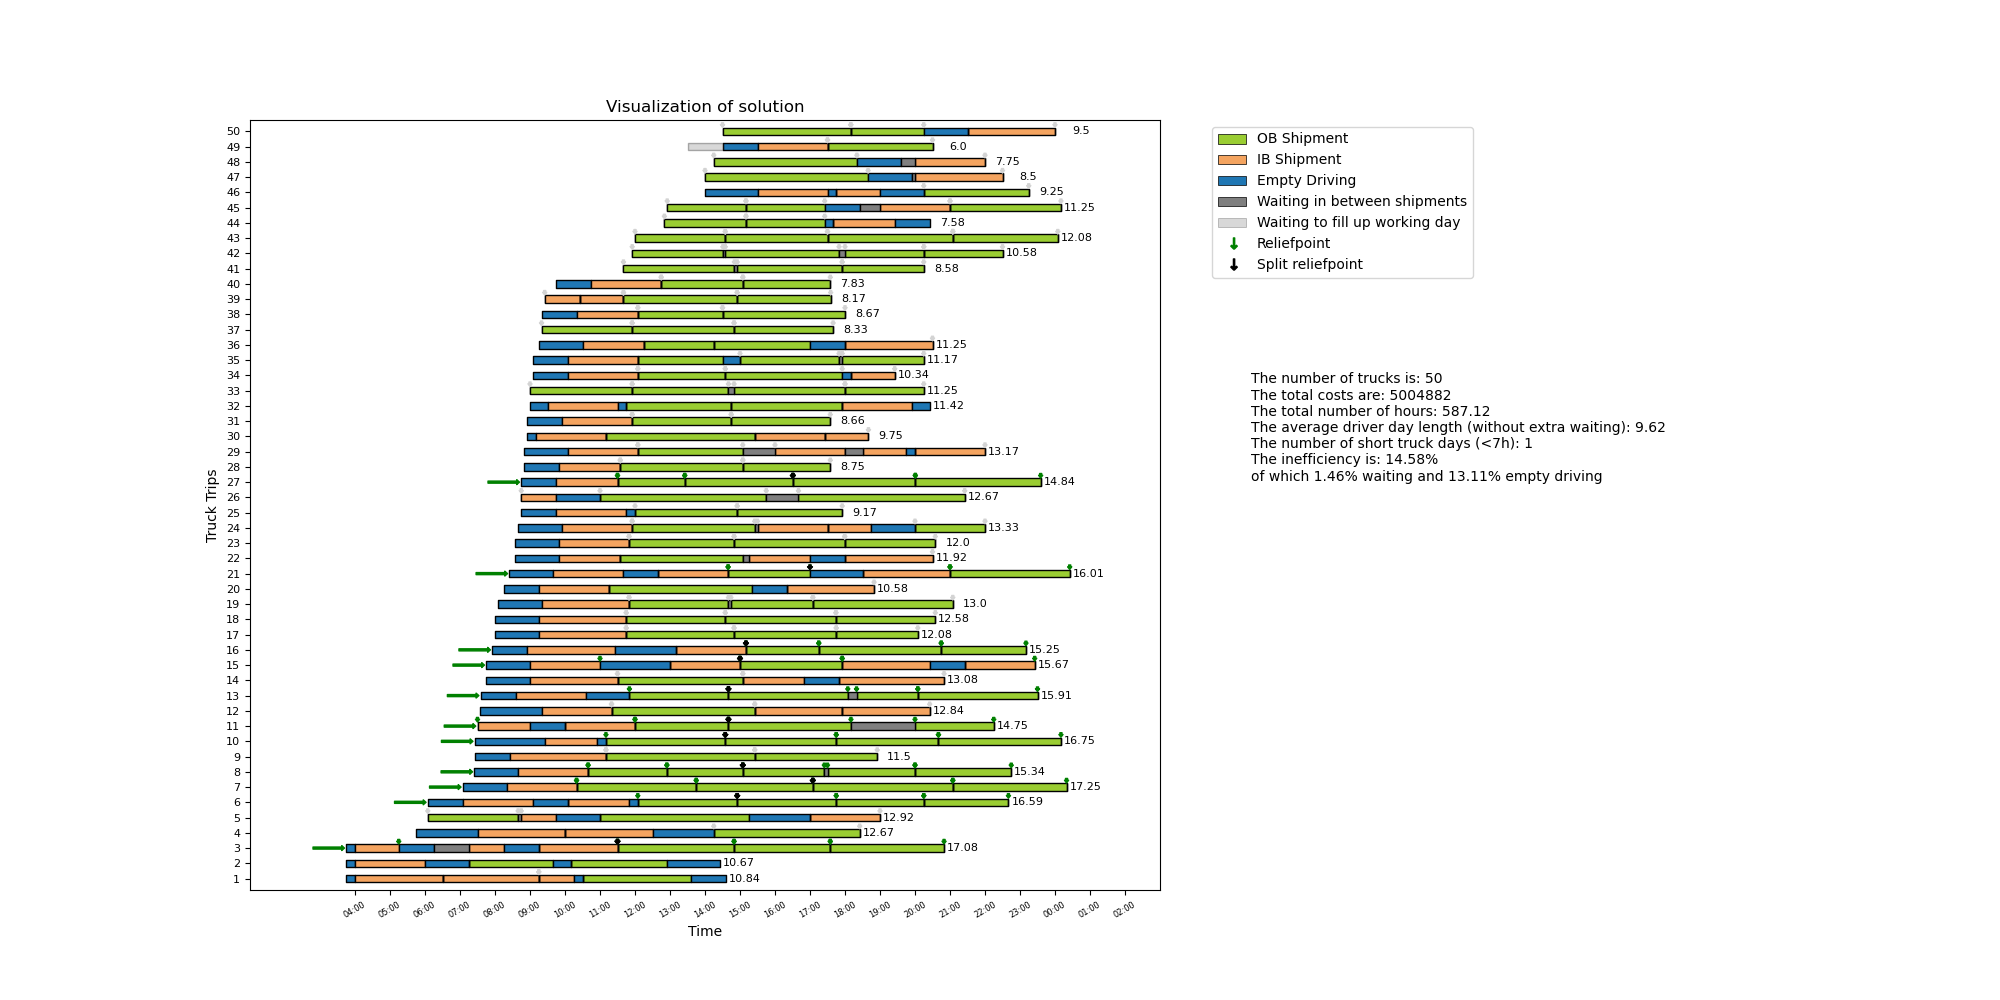 Visualization of solution
Truck Trips
50 9.5
49 6.0
48 7.75
47 8.5
46 9.25
45 11.25
44 7.58
43 12.08
42 10.58
41 8.58
40 7.83
39 8.17
38 8.67
37 8.33
36 11.25
35 11.17
34 10.34
33 11.25
32 11.42
31 8.66
30 9.75
29 13.17
28 8.75
27 14.84
26 12.67
25 9.17
24 13.33
23 12.0
22 11.92
21 16.01
20 10.58
19 13.0
18 12.58
17 12.08
16 15.25
15 15.67
14 13.08
13 15.91
12 12.84
11 14.75
10 16.75
9 11.5
8 15.34
7 17.25
6 16.59
5 12.92
4 12.67
3 17.08
2 10.67
1 10.84
04:00 05:00 06:00 07:00 08:00 09:00 10:00 11:00 12:00 13:00 14:00 15:00 16:00 17:00 18:00 19:00 20:00 21:00 22:00 23:00 00:00 01:00 02:00
Time
OB Shipment
IB Shipment
Empty Driving
Waiting in between shipments
Waiting to fill up working day
Reliefpoint
Split reliefpoint
The number of trucks is: 50
The total costs are: 5004882
The total number of hours: 587.12
The average driver day length (without extra waiting): 9.62
The number of short truck days (<7h): 1
The inefficiency is: 14.58%
of which 1.46% waiting and 13.11% empty driving